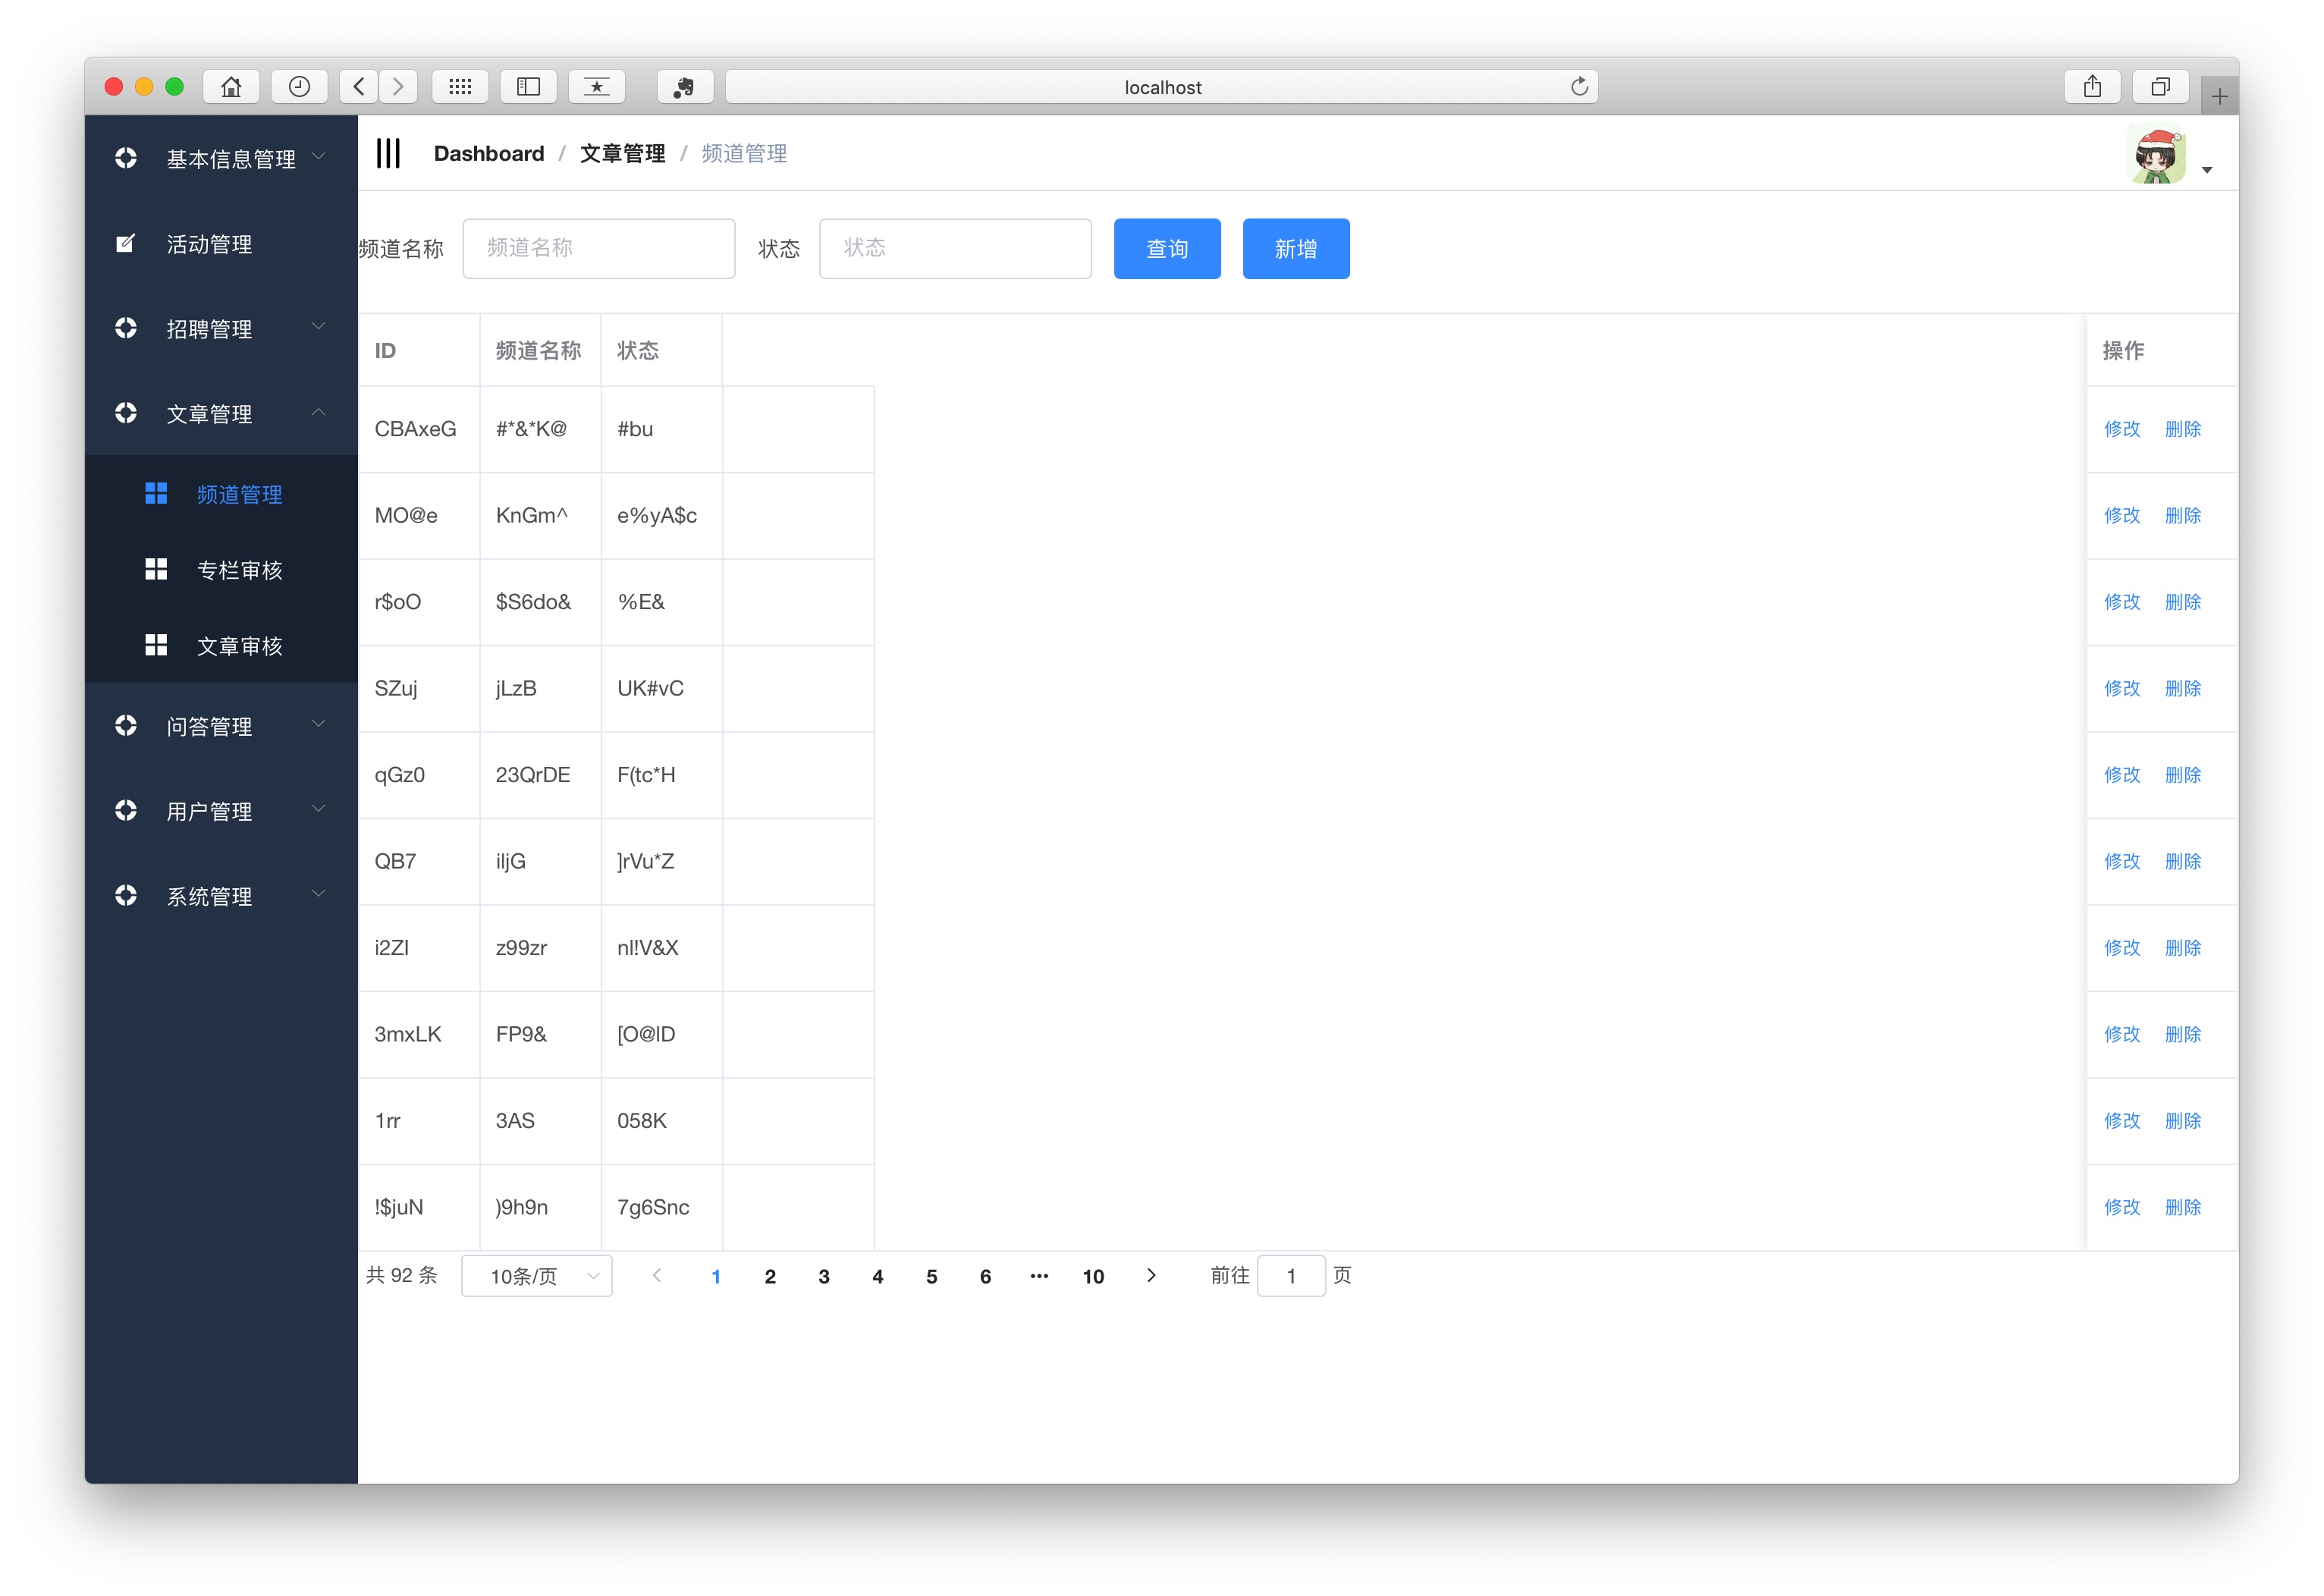 localhost
基本信息管理
活动管理
招聘管理
文章管理
频道管理
专栏审核
文章审核
问答管理
用户管理
系统管理
Dashboard / 文章管理 / 频道管理
频道名称 频道名称 状态 状态 查询 新增
ID 频道名称 状态 操作
CBAxeG #*&*K@ #bu 修改 删除
MO@e KnGm^ e%yA$c 修改 删除
r$oO $S6do& %E& 修改 删除
SZuj jLzB UK#vC 修改 删除
qGz0 23QrDE F(tc*H 修改 删除
QB7 iljG ]rVu*Z 修改 删除
i2ZI z99zr nI!V&X 修改 删除
3mxLK FP9& [O@lD 修改 删除
1rr 3AS 058K 修改 删除
!$juN )9h9n 7g6Snc 修改 删除
共 92 条 10条/页 1 2 3 4 5 6 ••• 10 前往 1 页